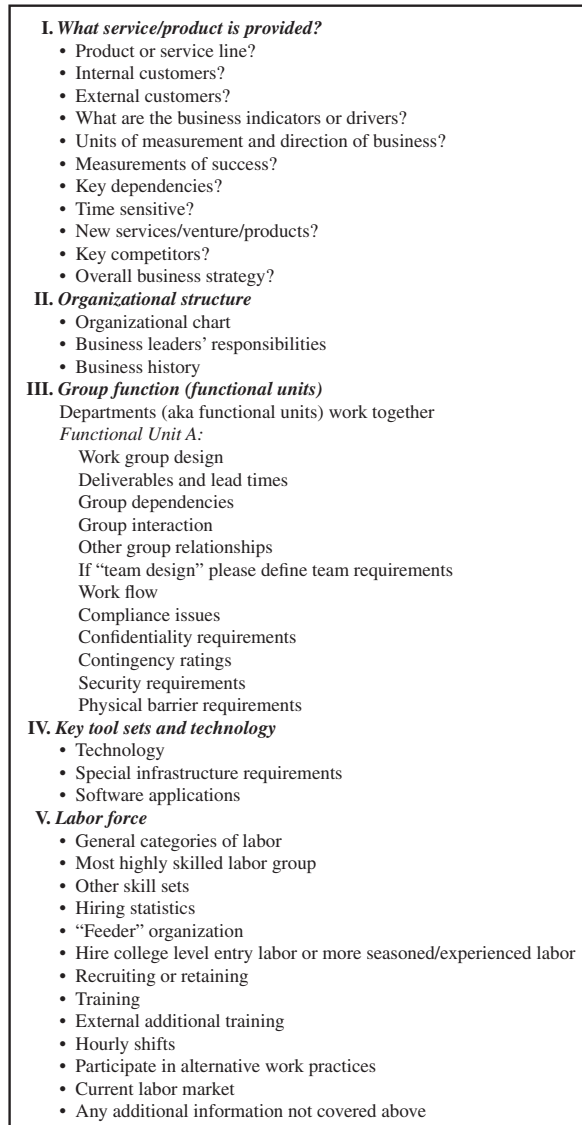 I. What service/product is provided?
• Product or service line?
• Internal customers?
• External customers?
• What are the business indicators or drivers?
• Units of measurement and direction of business?
• Measurements of success?
• Key dependencies?
• Time sensitive?
• New services/venture/products?
• Key competitors?
• Overall business strategy?
II. Organizational structure
• Organizational chart
• Business leaders’ responsibilities
• Business history
III. Group function (functional units)
Departments (aka functional units) work together
Functional Unit A:
Work group design
Deliverables and lead times
Group dependencies
Group interaction
Other group relationships
If “team design” please define team requirements
Work flow
Compliance issues
Confidentiality requirements
Contingency ratings
Security requirements
Physical barrier requirements
IV. Key tool sets and technology
• Technology
• Special infrastructure requirements
• Software applications
V. Labor force
• General categories of labor
• Most highly skilled labor group
• Other skill sets
• Hiring statistics
• “Feeder” organization
• Hire college level entry labor or more seasoned/experienced labor
• Recruiting or retaining
• Training
• External additional training
• Hourly shifts
• Participate in alternative work practices
• Current labor market
• Any additional information not covered above